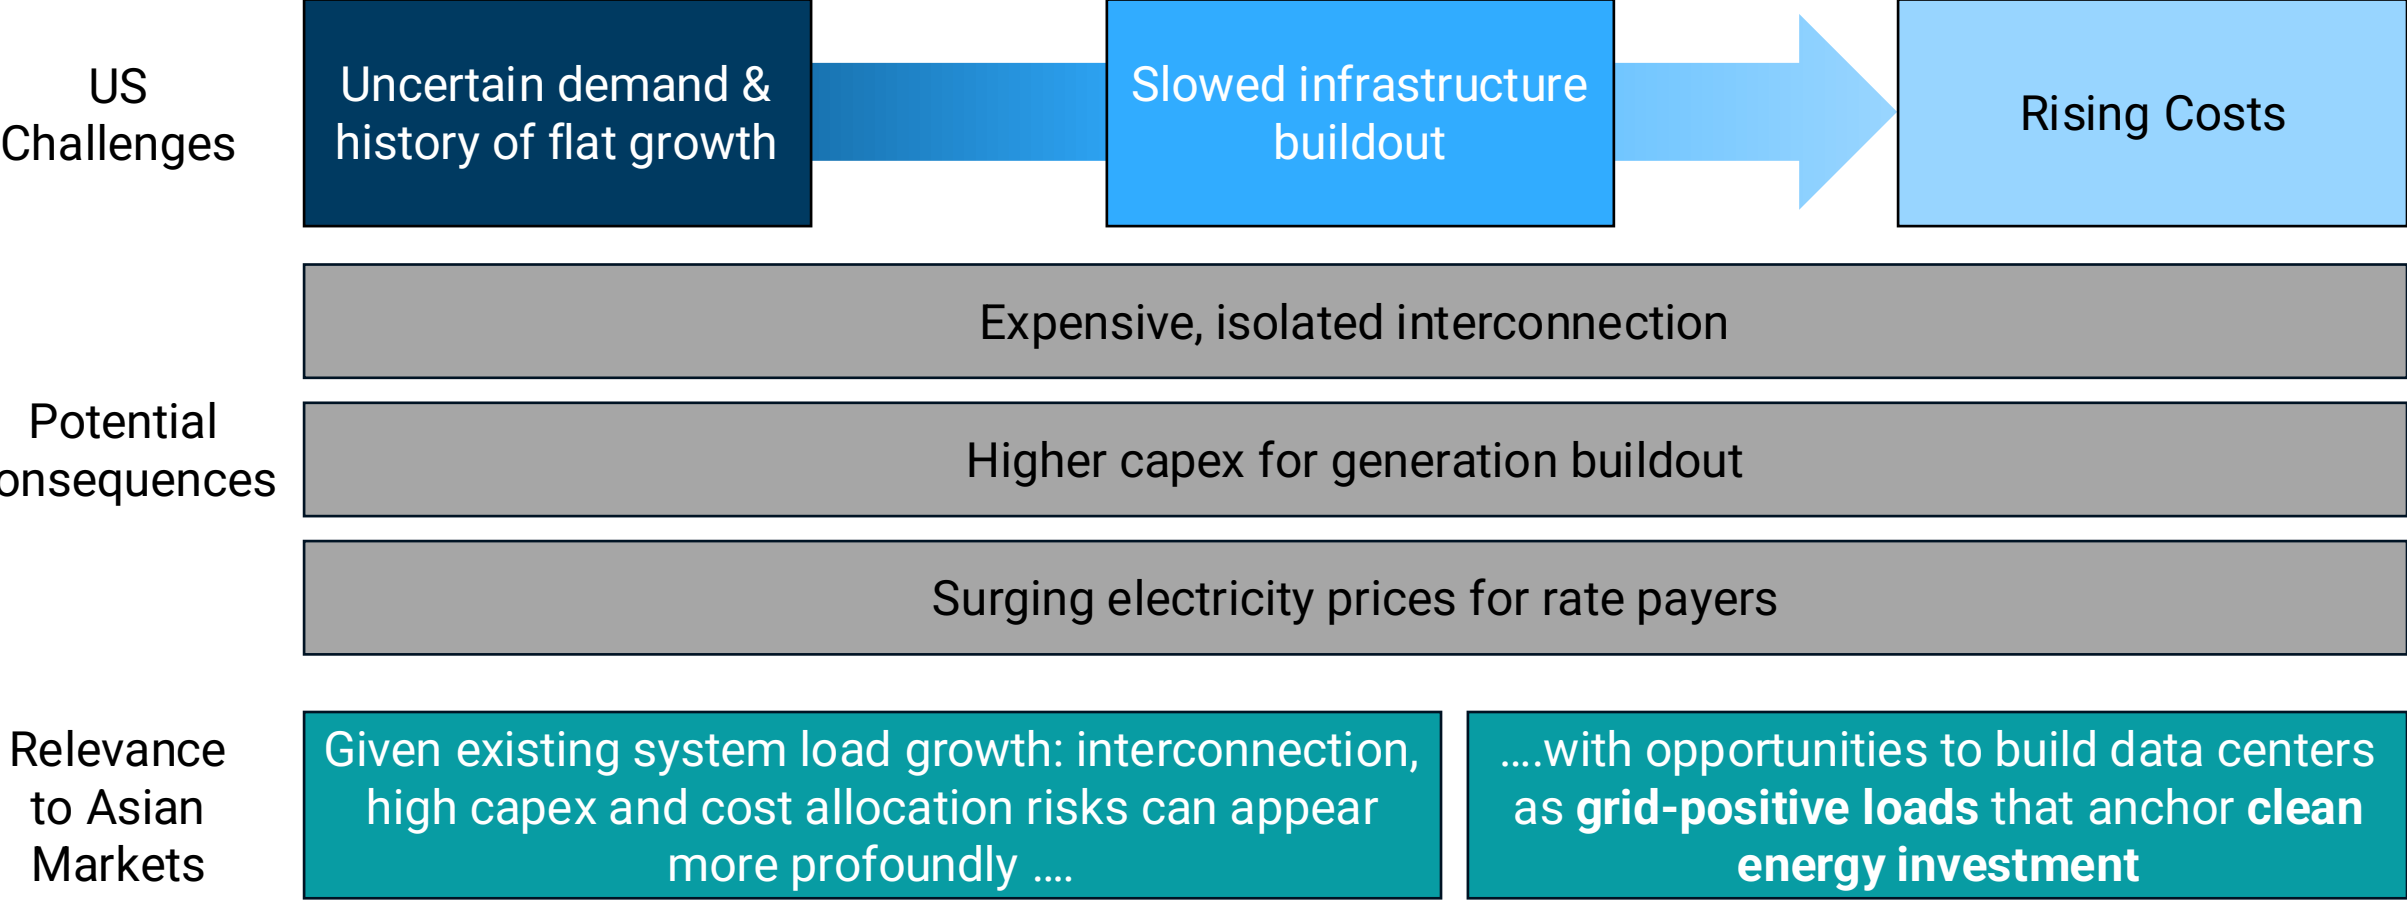 US
Challenges
Uncertain demand &
history of flat growth
Slowed infrastructure
buildout
Rising Costs
Potential
onsequences
Expensive, isolated interconnection
Higher capex for generation buildout
Surging electricity prices for rate payers
Relevance
to Asian
Markets
Given existing system load growth: interconnection,
high capex and cost allocation risks can appear
more profoundly ....
....with opportunities to build data centers
as grid-positive loads that anchor clean
energy investment